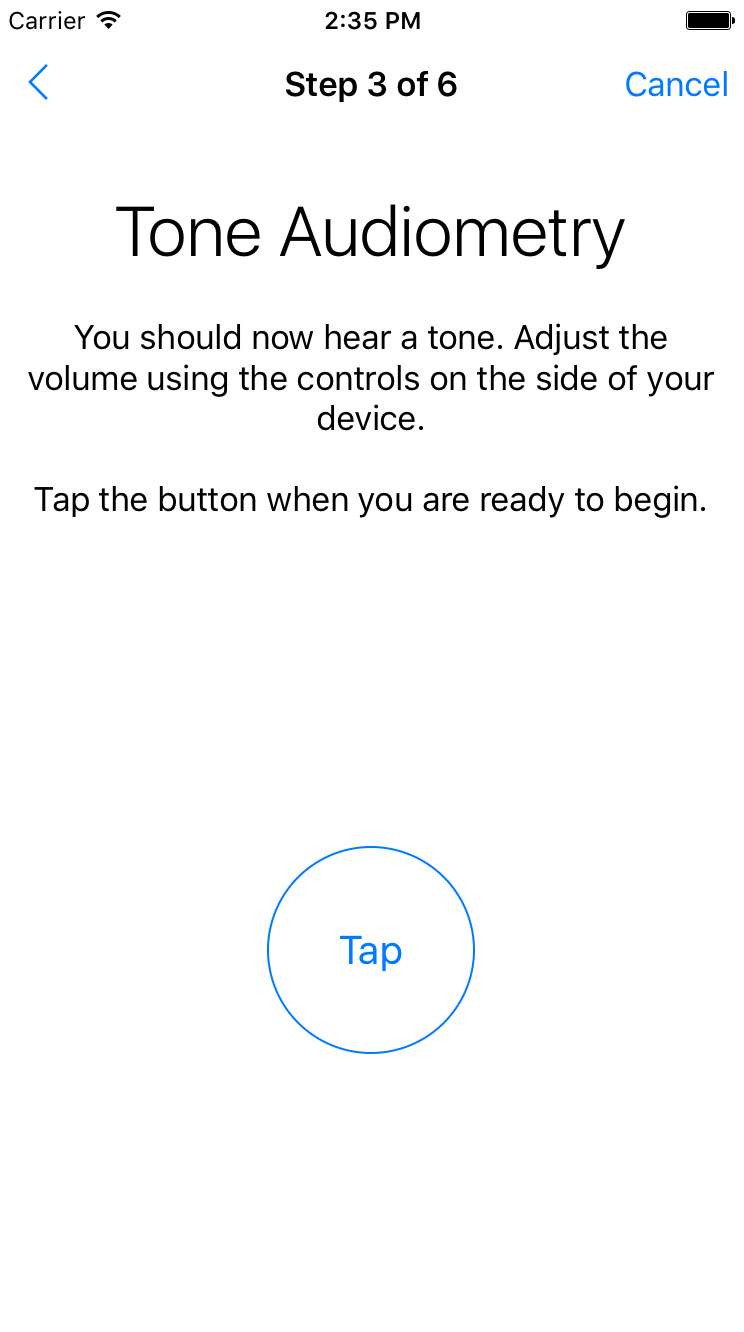 Carrier 2:35 PM
Step 3 of 6 Cancel
Tone Audiometry
You should now hear a tone. Adjust the
volume using the controls on the side of your
device.
Tap the button when you are ready to begin.
Tap